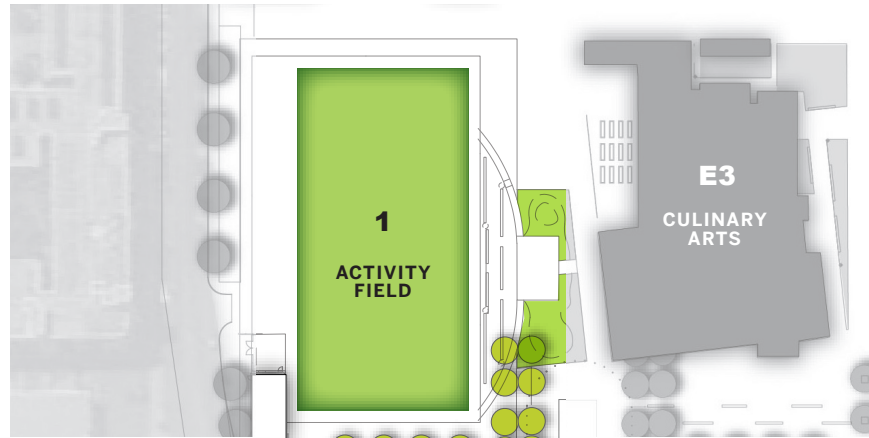 1
ACTIVITY
FIELD
E3
CULINARY
ARTS